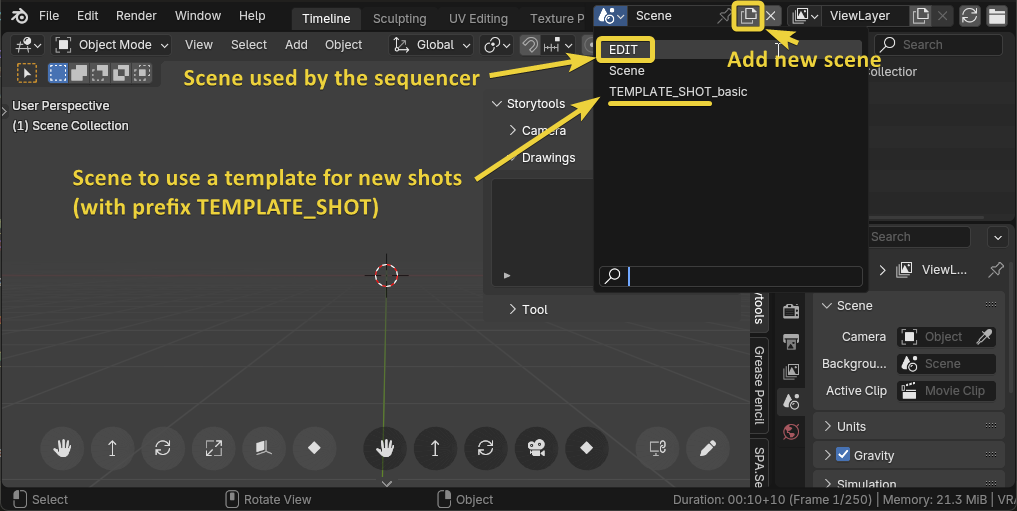 File Edit Render Window Help Timeline Sculpting UV Editing Texture P Scene ViewLayer
Object Mode View Select Add Object Global Search
EDIT
Add new scene
Scene used by the sequencer
Scene
TEMPLATE_SHOT_basic
Collectior
User Perspective
(1) Scene Collection
Storytools
Camera
Drawings
Scene to use a template for new shots
(with prefix TEMPLATE_SHOT)
Search
ViewL...
Tool
ytools
Grease Pencil
SPA.Se
Scene
Camera Object
Backgrou... Scene
Active Clip Movie Clip
Units
Gravity
Simulation
Select Rotate View Object Duration: 00:10+10 (Frame 1/250) | Memory: 21.3 MiB | VRA